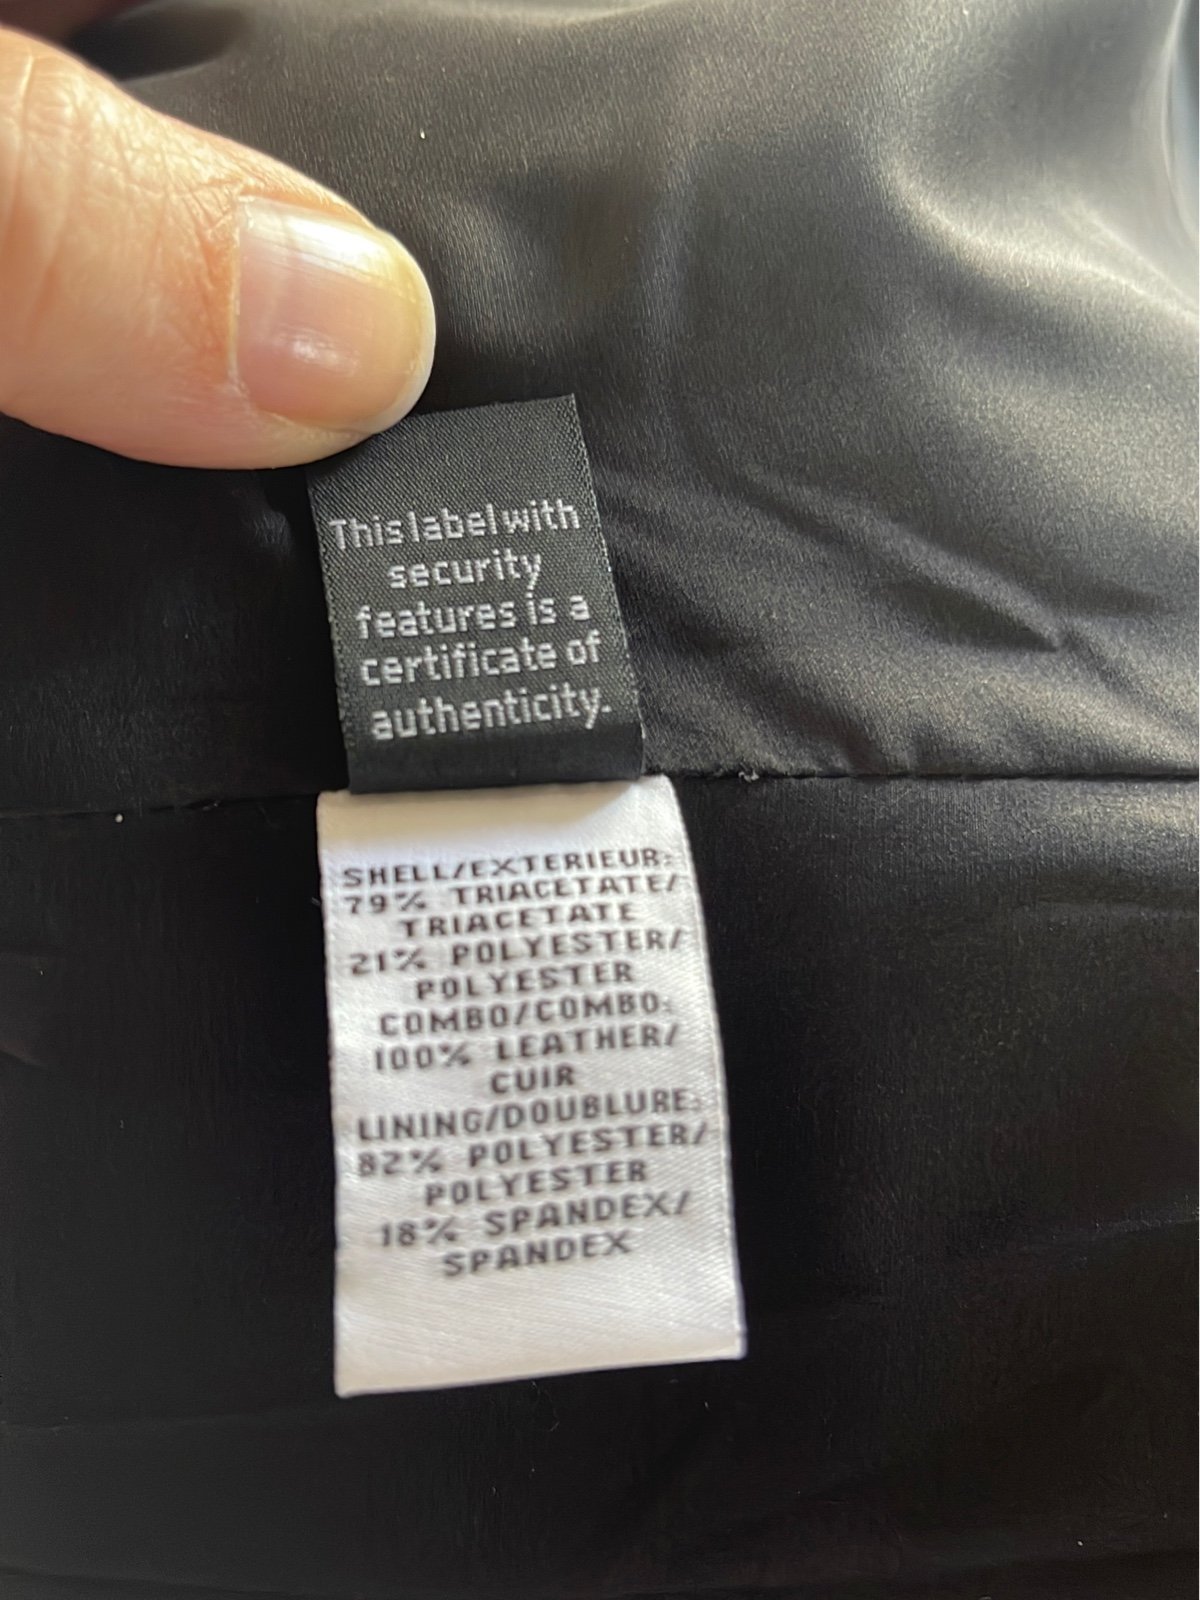 This label with
security
features is a
certificate of
authenticity.
SHELL/EXTERIEUR:
79% TRIACETATE/
TRIACETATE
21% POLYESTER/
POLYESTER
COMBO/COMBO:
100% LEATHER/
CUIR
LINING/DOUBLURE:
82% POLYESTER/
POLYESTER
18% SPANDEX/
SPANDEX